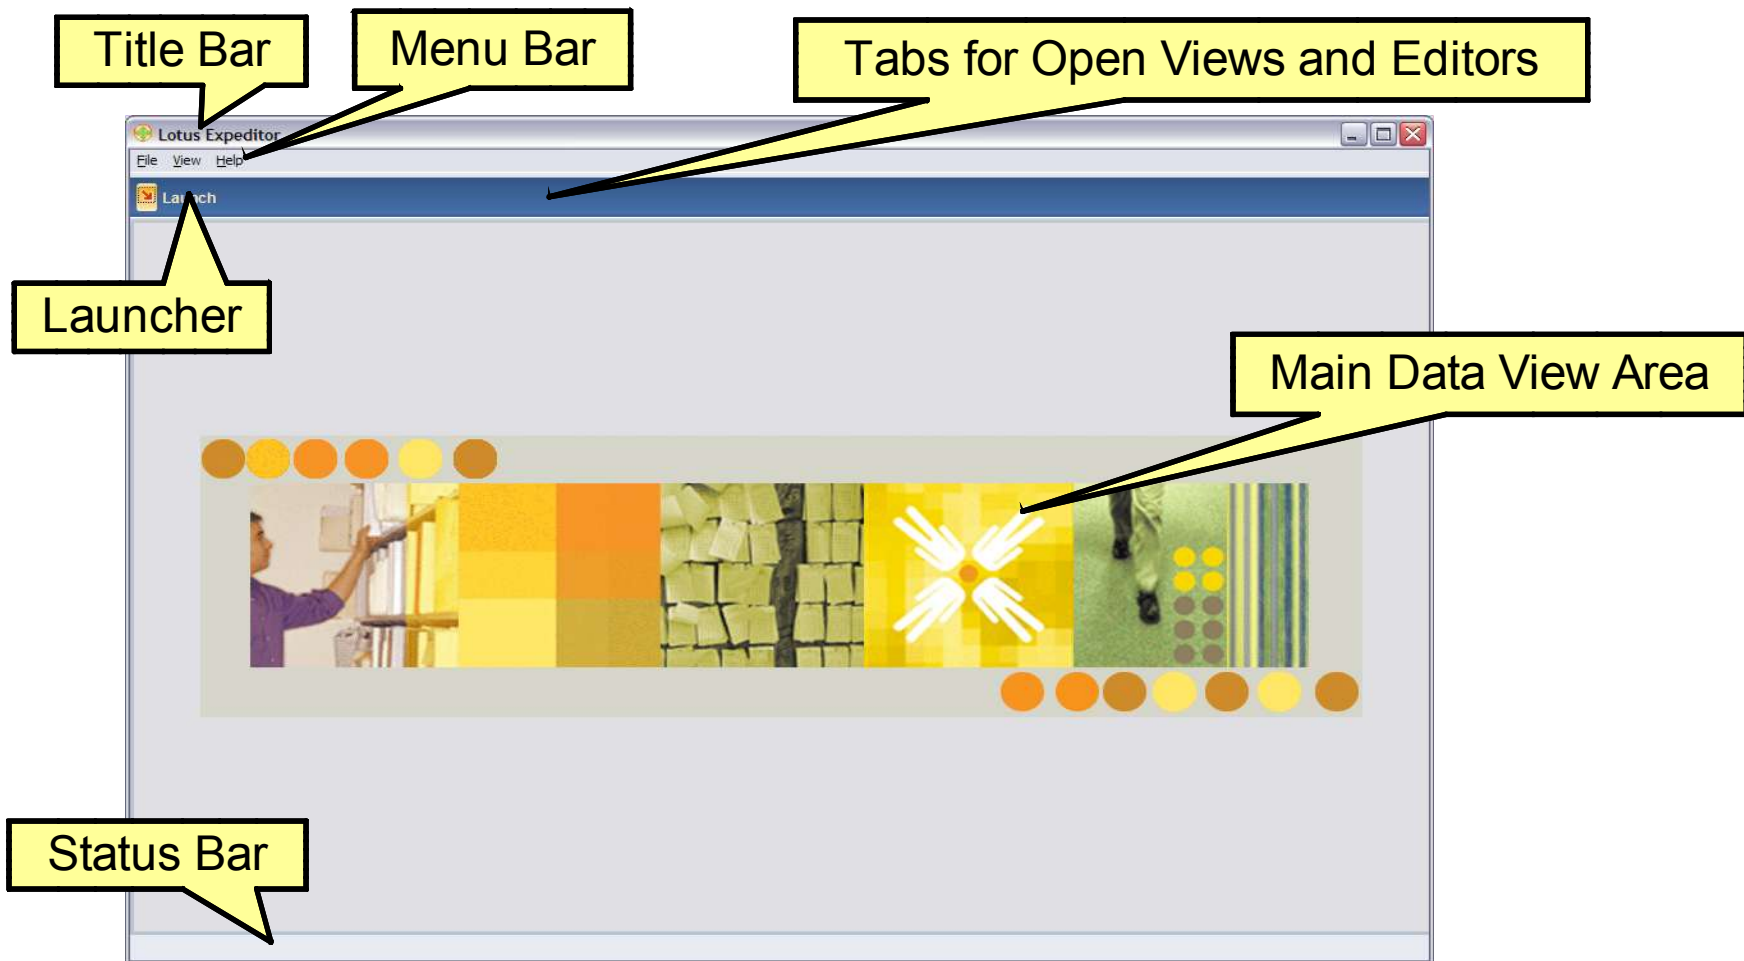 Title Bar
Menu Bar
Tabs for Open Views and Editors
Lotus Expeditor
File View Help
Launch
Launcher
Main Data View Area
Status Bar